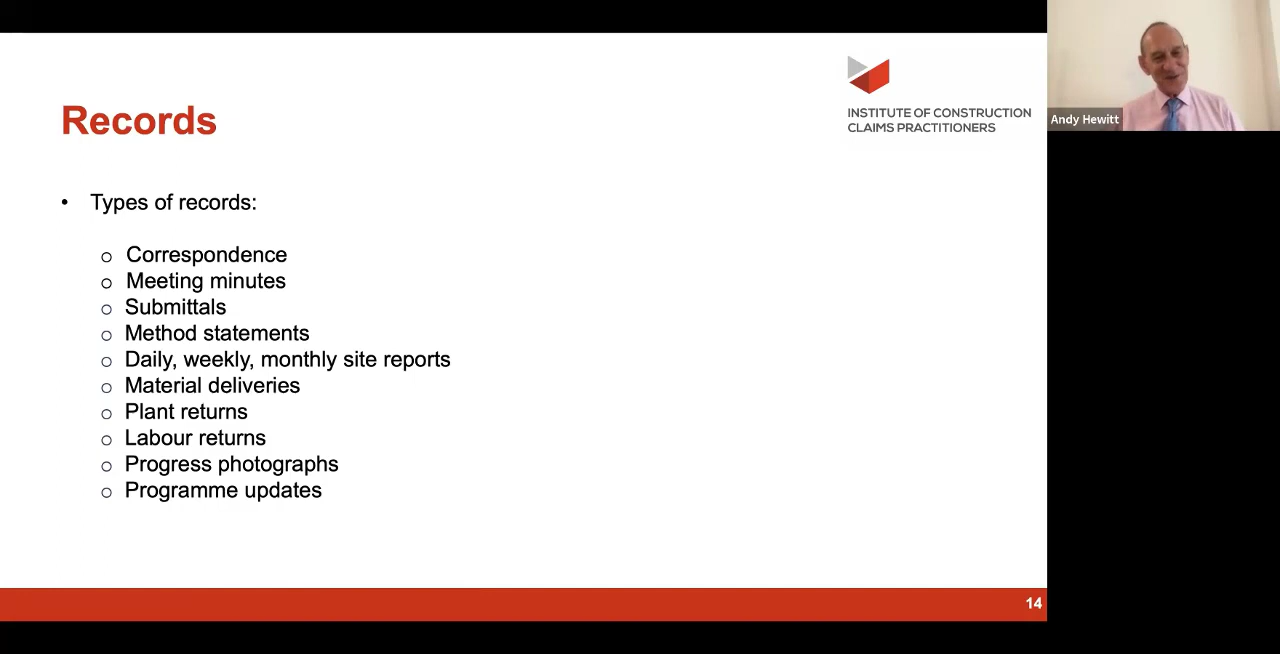 Records
INSTITUTE OF CONSTRUCTION
CLAIMS PRACTITIONERS
Andy Hewitt
• Types of records:
o Correspondence
o Meeting minutes
o Submittals
o Method statements
o Daily, weekly, monthly site reports
o Material deliveries
o Plant returns
o Labour returns
o Progress photographs
o Programme updates
14